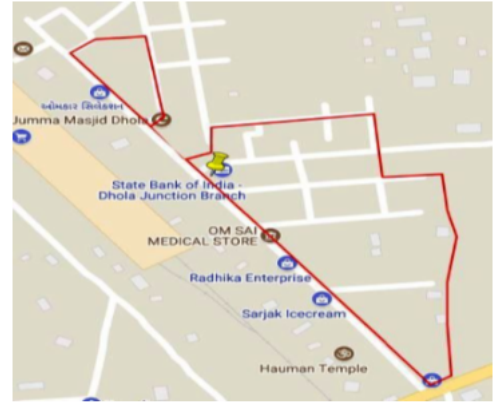 Jumma Masjid Dhola
State Bank of India -
Dhola Junction Branch
OM SAI
MEDICAL STORE
Radhika Enterprise
Sarjak Icecream
Hauman Temple